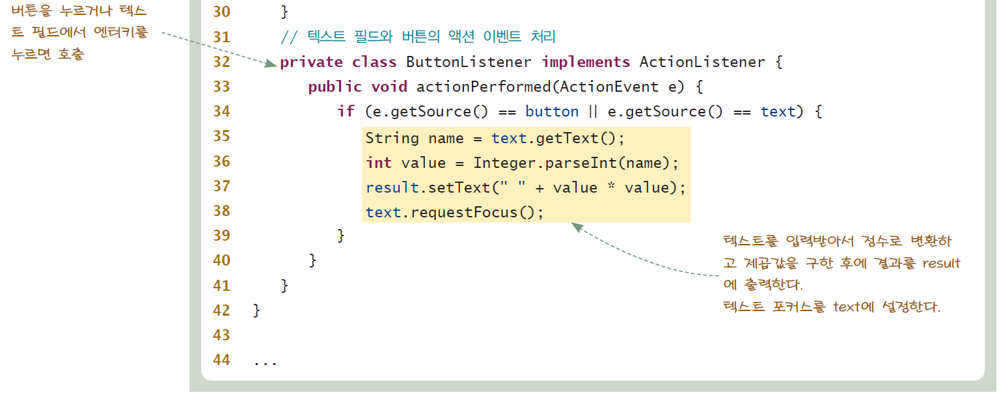 버튼을 누르거나 텍스
트 필드에서 엔터키를
누르면 호출
30 }
31 // 텍스트 필드와 버튼의 액션 이벤트 처리
32 private class ButtonListener implements ActionListener {
33 public void actionPerformed(ActionEvent e) {
34 if (e.getSource() == button || e.getSource() == text) {
35 String name = text.getText();
36 int value = Integer.parseInt(name);
37 result.setText(" " + value * value);
38 text.requestFocus();
39 }
40 }
41 }
42 }
43
44 ...
텍스트를 입력받아서 정수로 변환하
고 제곱값을 구한 후에 결과를 result
에 출력한다.
텍스트 포커스를 text에 설정한다.